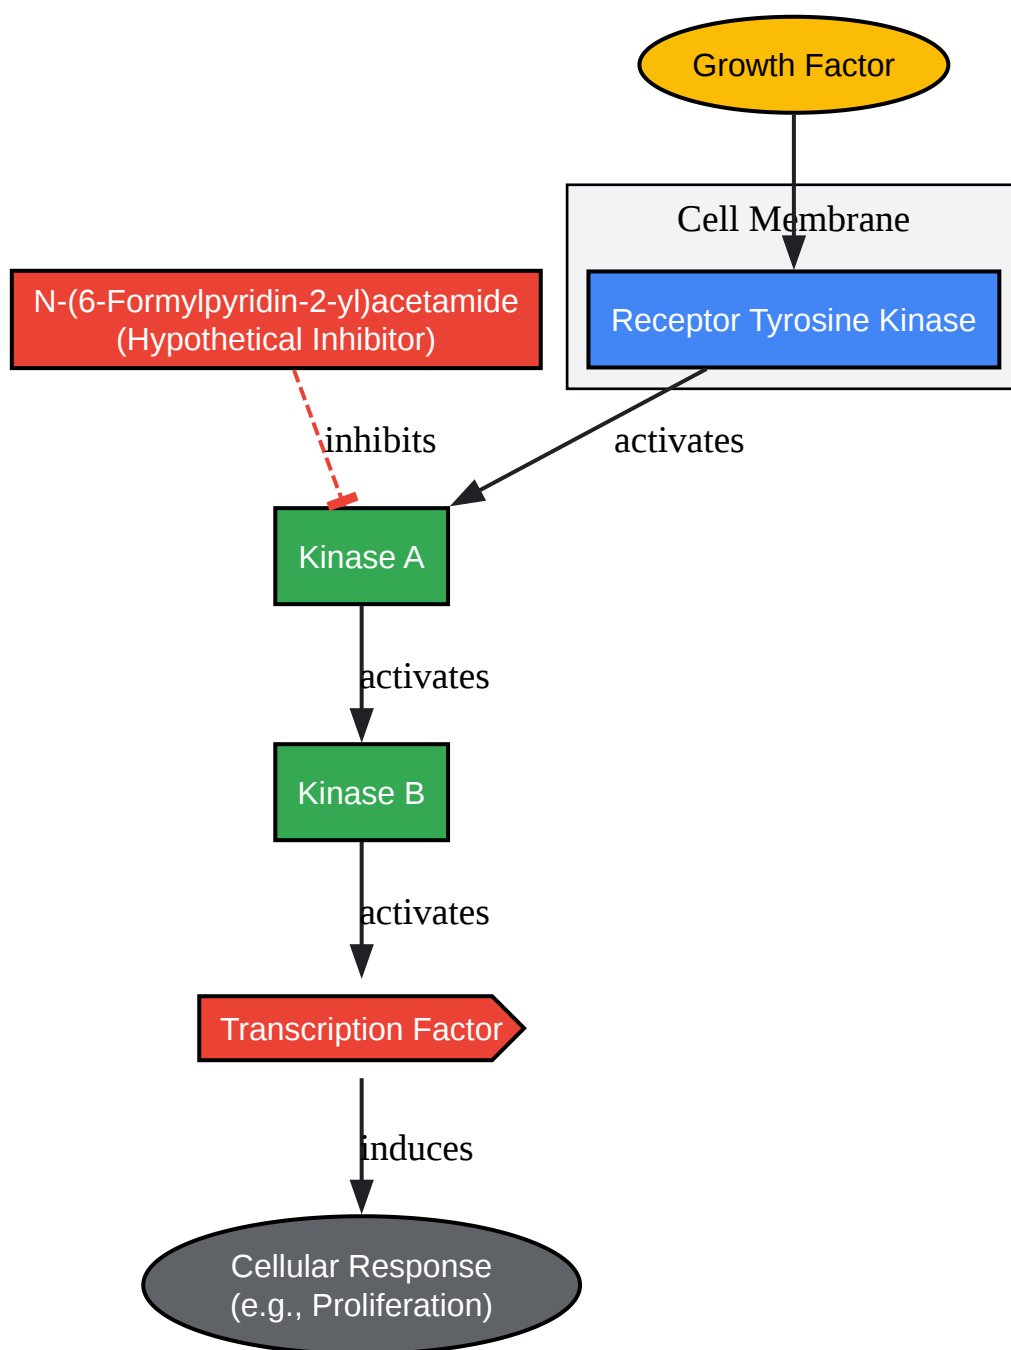 Growth Factor
Cell Membrane
N-(6-Formylpyridin-2-yl)acetamide
(Hypothetical Inhibitor)
Receptor Tyrosine Kinase
inhibits
activates
Kinase A
activates
Kinase B
activates
Transcription Factor
induces
Cellular Response
(e.g., Proliferation)